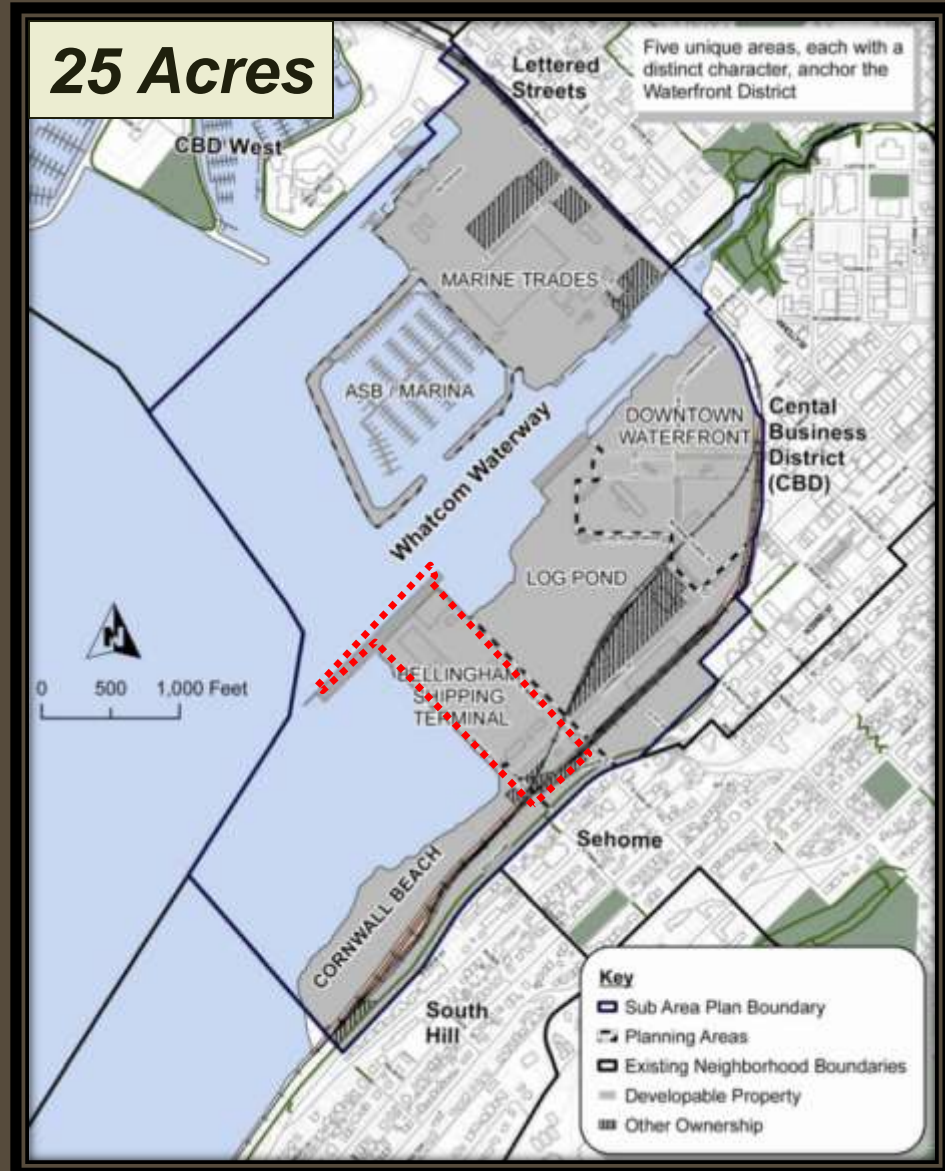 25 Acres
Five unique areas, each with a
distinct character, anchor the
Waterfront District
Lettered
Streets
CBD West
MARINE TRADES
ASB / MARINA
DOWNTOWN
WATERFRONT
Cental
Business
District
(CBD)
Whatcom Waterway
LOG POND
N
0 500 1,000 Feet
BELLINGHAM
SHIPPING
TERMINAL
Sehome
CORNWALL BEACH
South
Hill
Key
Sub Area Plan Boundary
Planning Areas
Existing Neighborhood Boundaries
Developable Property
Other Ownership